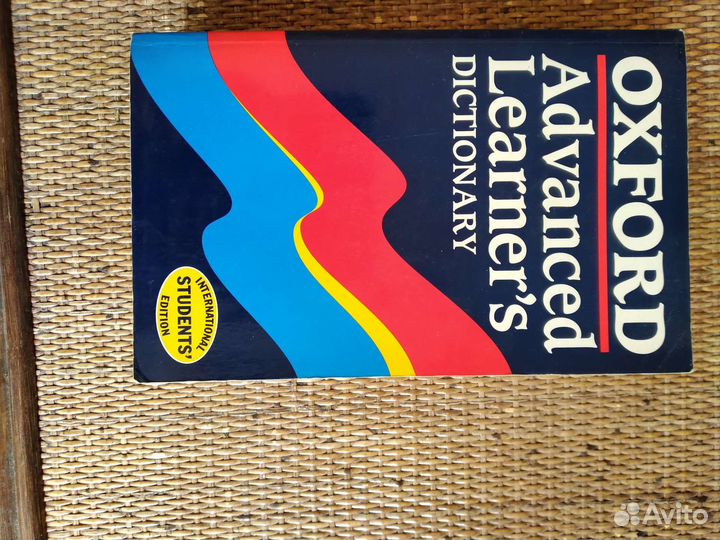 OXFORD
Advanced
Learner's
DICTIONARY
INTERNATIONAL
STUDENTS'
EDITION
Avito